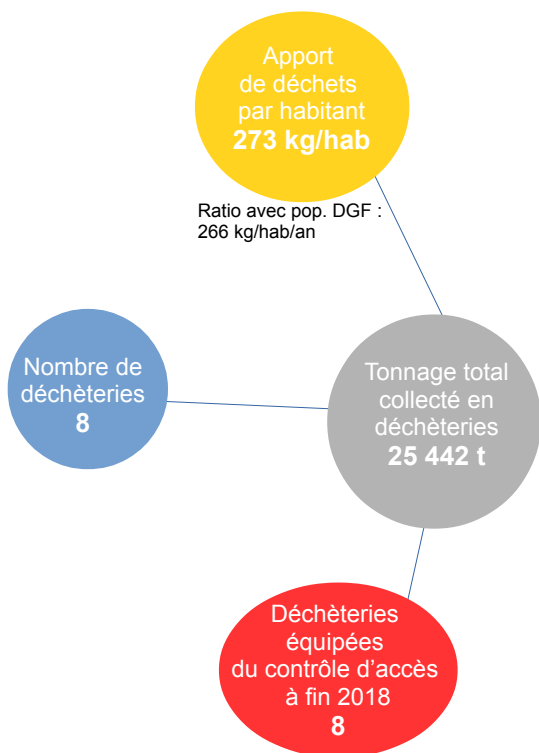 Apport
de déchets
par habitant
273 kg/hab
Ratio avec pop. DGF :
266 kg/hab/an
Nombre de
déchèteries
8
Tonnage total
collecté en
déchèteries
25 442 t
Déchèteries
équipées
du contrôle d’accès
à fin 2018
8